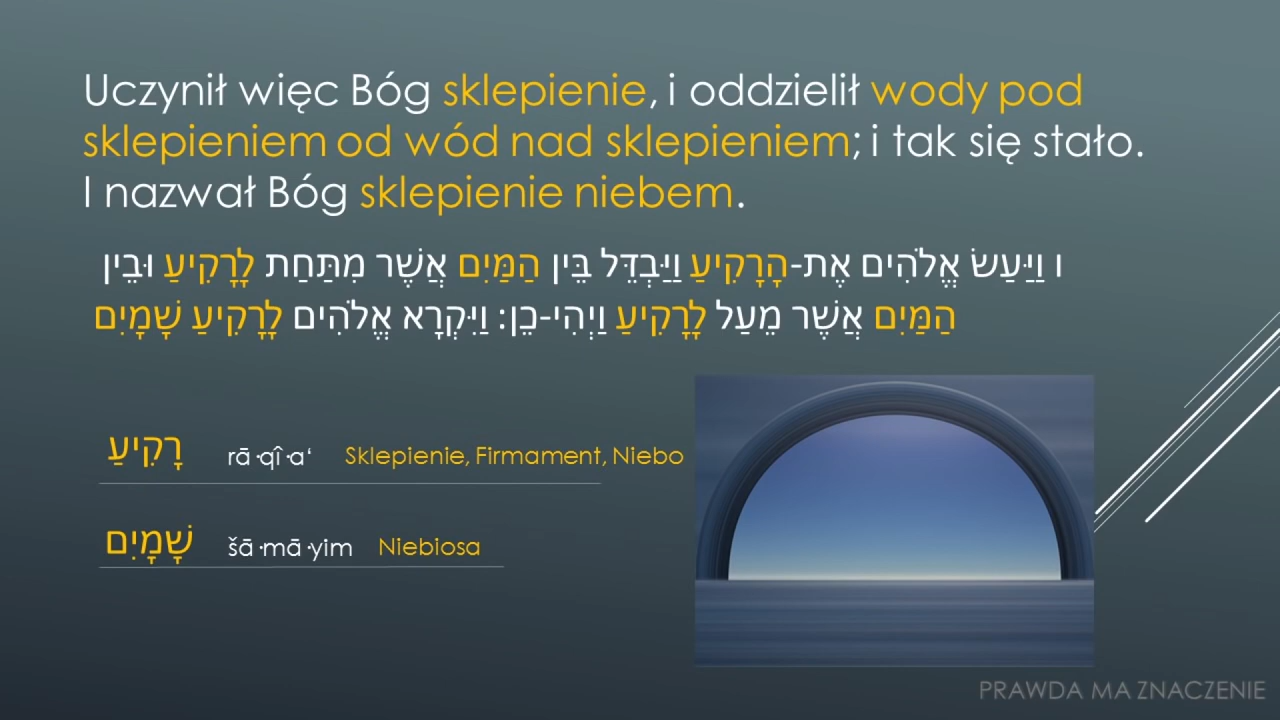 Uczynił więc Bóg sklepienie, i oddzielił wody pod
sklepieniem od wód nad sklepieniem; i tak się stało.
I nazwał Bóg sklepienie niebem.
ו וַיַּעַשׂ אֱלֹהִים אֶת-הָרָקִיעַ וַיַּבְדֵּל בֵּין הַמַּיִם אֲשֶׁר מִתַּחַת לָרָקִיעַ וּבֵין
הַמַּיִם אֲשֶׁר מֵעַל לָרָקִיעַ וַיְהִי-כֵן: וַיִּקְרָא אֱלֹהִים לָרָקִיעַ שָׁמָיִם
רָקִיעַ rā·qî·a‘ Sklepienie, Firmament, Niebo
שָׁמָיִם šā·mā·yim Niebiosa
PRAWDA MA ZNACZENIE